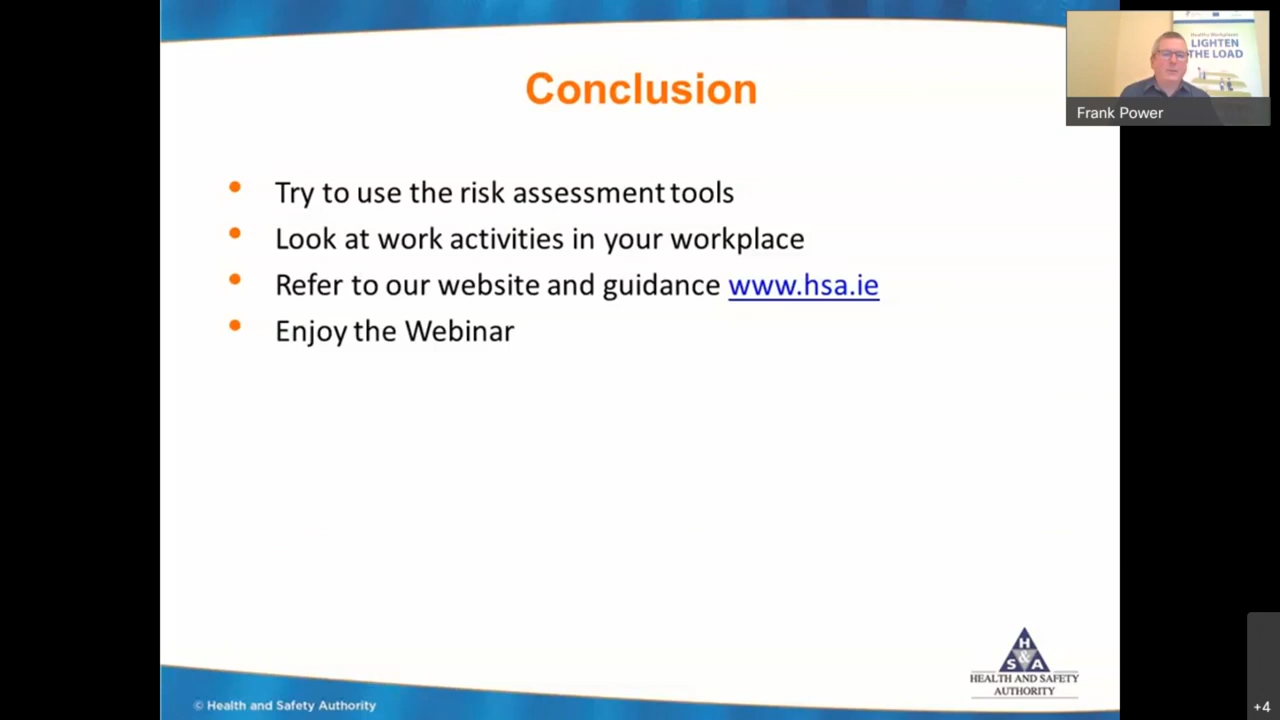 Conclusion
• Try to use the risk assessment tools
• Look at work activities in your workplace
• Refer to our website and guidance www.hsa.ie
• Enjoy the Webinar
LIGHTEN
THE LOAD
Frank Power
H
&
S A
HEALTH AND SAFETY
AUTHORITY
© Health and Safety Authority
+4